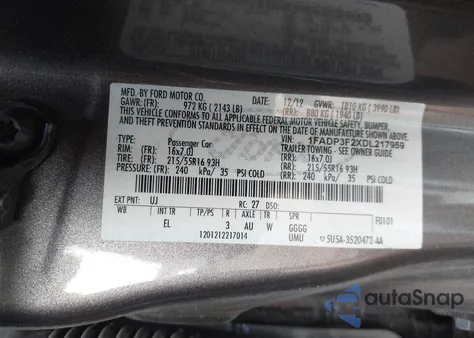 MFD. BY FORD MOTOR CO. DATE: 12/12 GVWR: 1810 KG ( 3990 LB)
GAWR: (FR): 972 KG ( 2143 LB) (RR): 880 KG ( 1940 LB)
THIS VEHICLE CONFORMS TO ALL APPLICABLE FEDERAL MOTOR VEHICLE SAFETY, BUMPER,
AND THEFT PREVENTION STANDARDS IN EFFECT ON THE DATE OF MANUFACTURE SHOWN ABOVE.
TYPE: Passenger Car VIN: 1FADP3F2XDL217959
TRAILER TOWING - SEE OWNER GUIDE
RIM: (FR) 16x7.0J (RR) 16x7.0J
TIRE: (FR) 215/55R16 93H (RR) 215/55R16 93H
PRESSURE: (FR) 240 kPa/ 35 PSI COLD (RR) 240 kPa/ 35 PSI COLD
EXT PNT: UJ RC: 27 DSO:
WB INT TR TP/PS R AXLE TR SPR F0101
EL 3 AU W GGGG
1201212217014 UMU ▽5U5A-3520472-AA
autoSnap